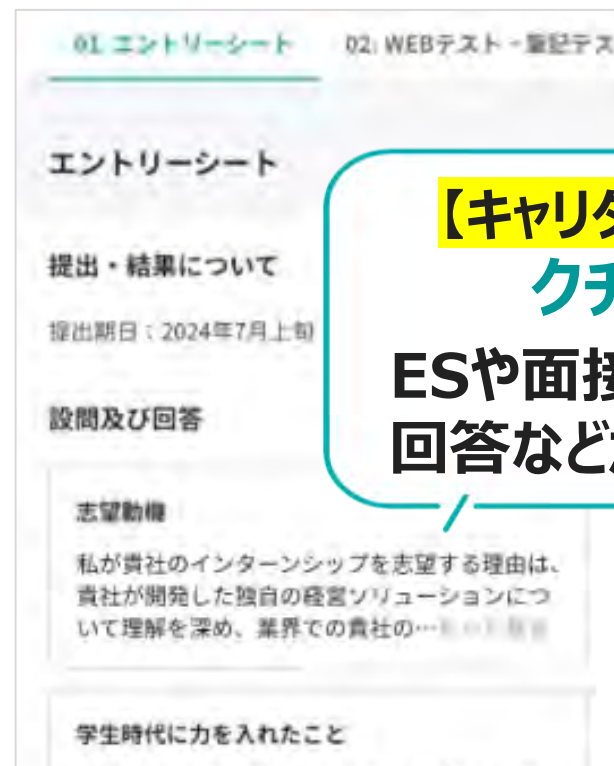 01. エントリーシート
02: WEBテスト・筆記テス
エントリーシート
【キャリタ
クチ
ESや面接
回答など
提出・結果について
提出期日：2024年7月上旬
設問及び回答
志望動機
私が貴社のインターンシップを志望する理由は、
貴社が開発した独自の経営ソリューションにつ
いて理解を深め、業界での貴社の…
学生時代に力を入れたこと